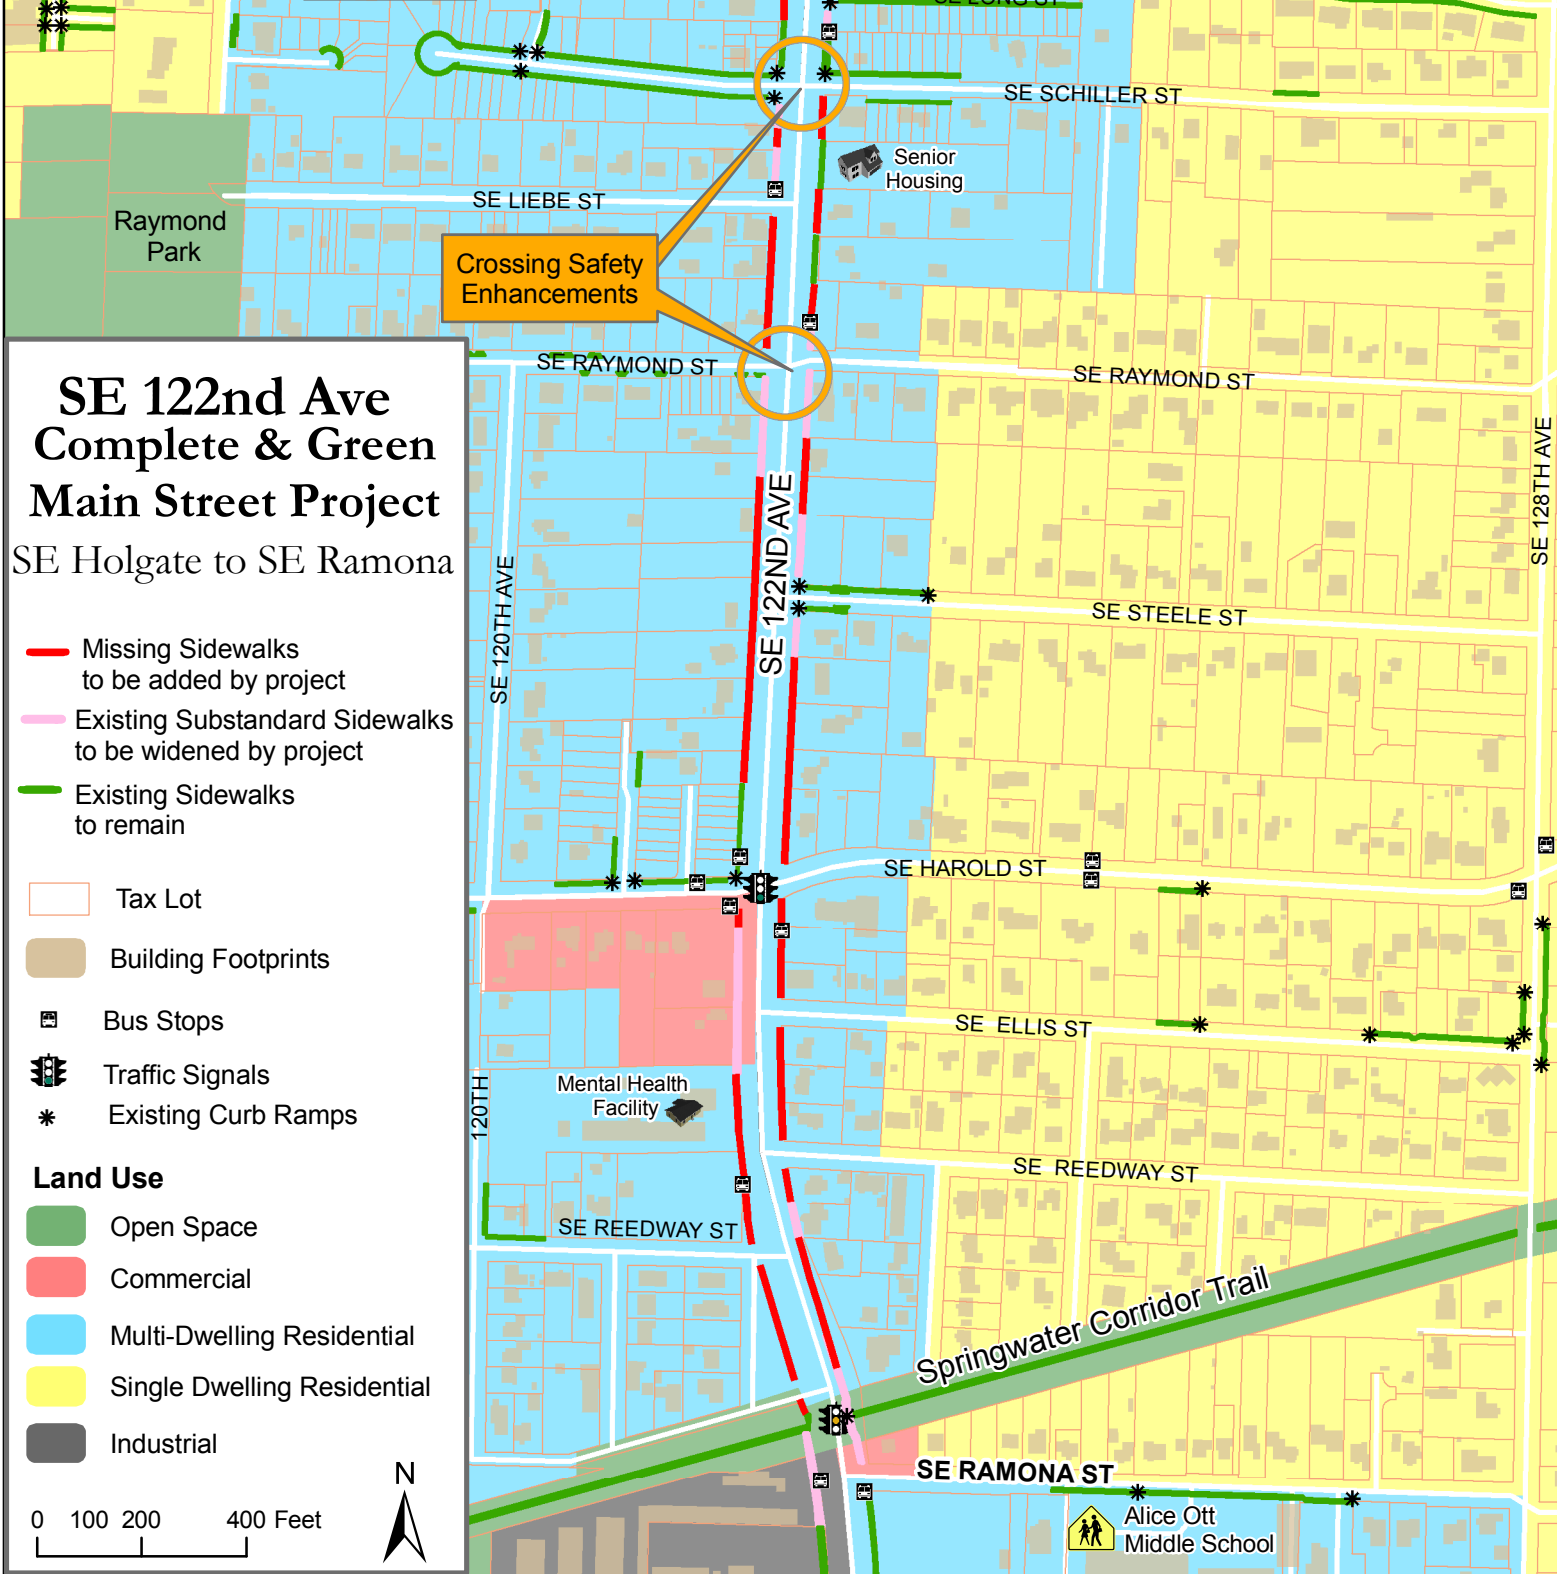 SE LONG ST
SE SCHILLER ST
Senior
Housing
SE LIEBE ST
Raymond
Park
Crossing Safety
Enhancements
SE RAYMOND ST
SE RAYMOND ST
SE 122nd Ave
Complete & Green
Main Street Project
SE Holgate to SE Ramona
Missing Sidewalks
to be added by project
Existing Substandard Sidewalks
to be widened by project
Existing Sidewalks
to remain
Tax Lot
Building Footprints
Bus Stops
Traffic Signals
Existing Curb Ramps
Land Use
Open Space
Commercial
Multi-Dwelling Residential
Single Dwelling Residential
Industrial
0 100 200 400 Feet
N
SE 128TH AVE
SE 122ND AVE
SE 120TH AVE
SE STEELE ST
SE HAROLD ST
SE ELLIS ST
Mental Health
Facility
120TH
SE REEDWAY ST
SE REEDWAY ST
Springwater Corridor Trail
SE RAMONA ST
Alice Ott
Middle School